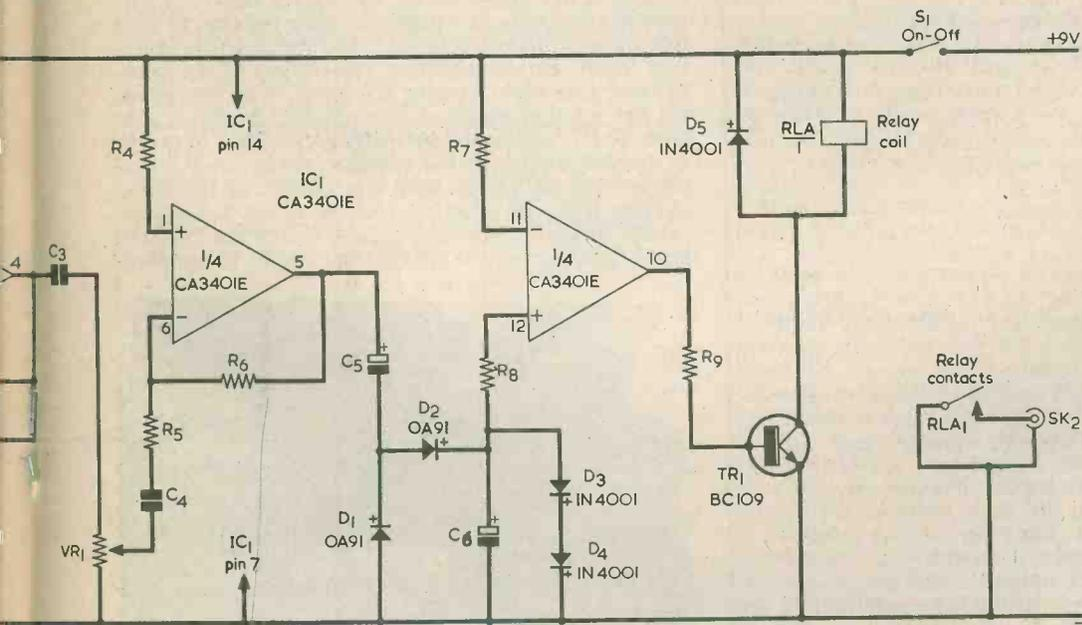 S1
On-Off
+9V
IC1
pin 14
R4
R7
D5
1N4001
+
RLA
1
Relay
coil
IC1
CA3401E
1
+
1/4
CA3401E
5
−
6
11
−
1/4
CA3401E
10
12
+
4
C3
R6
C5
+
R8
R9
R5
D2
OA91
+
Relay
contacts
RLA1
SK2
C4
D3
1N4001
+
TR1
BC109
VR1
IC1
pin 7
D1
OA91
+
C6
+
D4
1N4001
+